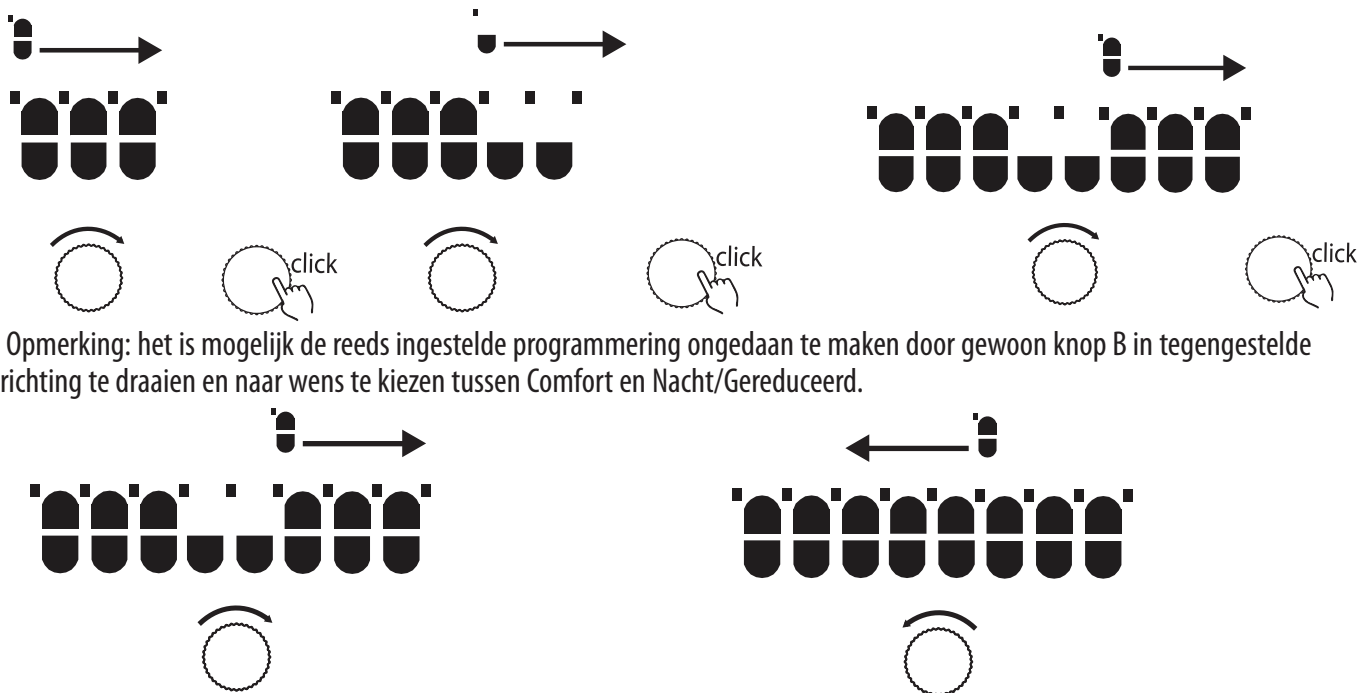 click
click
click
Opmerking: het is mogelijk de reeds ingestelde programmering ongedaan te maken door gewoon knop B in tegengestelde
richting te draaien en naar wens te kiezen tussen Comfort en Nacht/Gereduceerd.